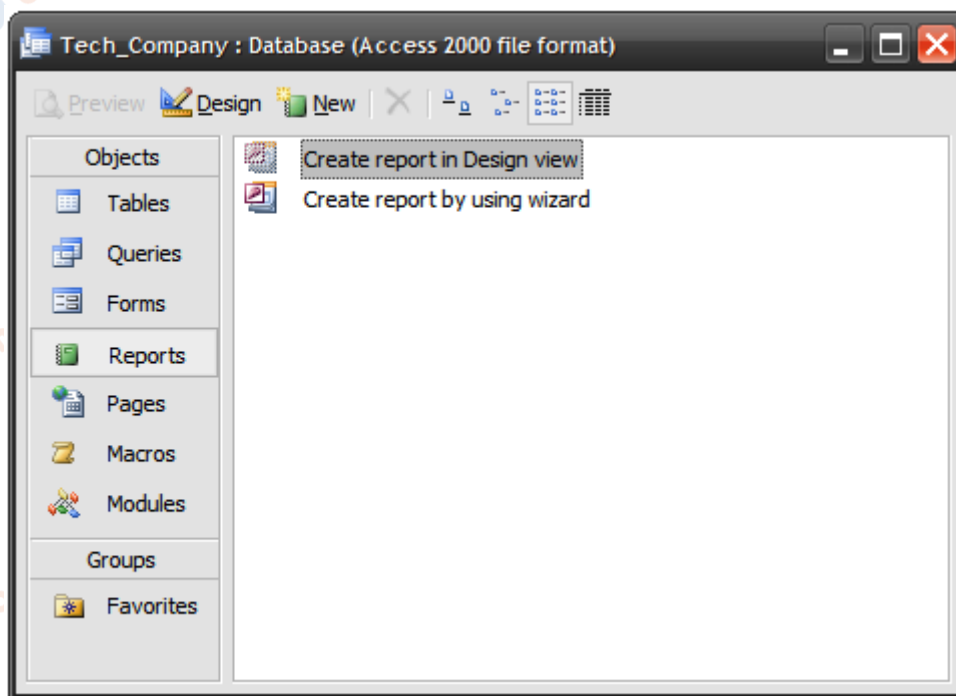 Tech_Company : Database (Access 2000 file format)
Preview Design New
Objects
Tables
Queries
Forms
Reports
Pages
Macros
Modules
Groups
Favorites
Create report in Design view
Create report by using wizard